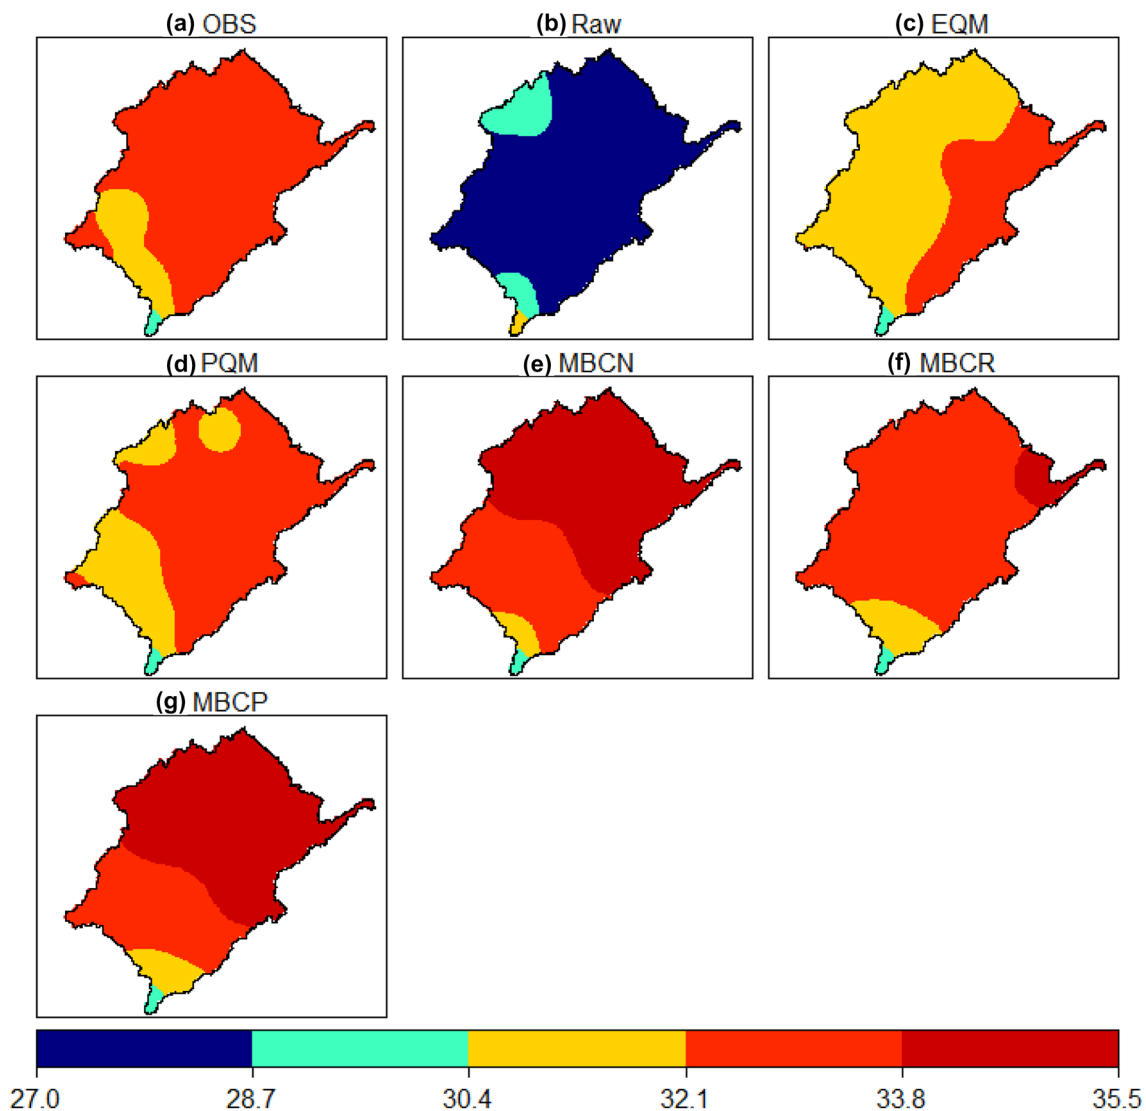 (a) OBS
(b) Raw
(c) EQM
(d) PQM
(e) MBCN
(f) MBCR
(g) MBCP
27.0 28.7 30.4 32.1 33.8 35.5